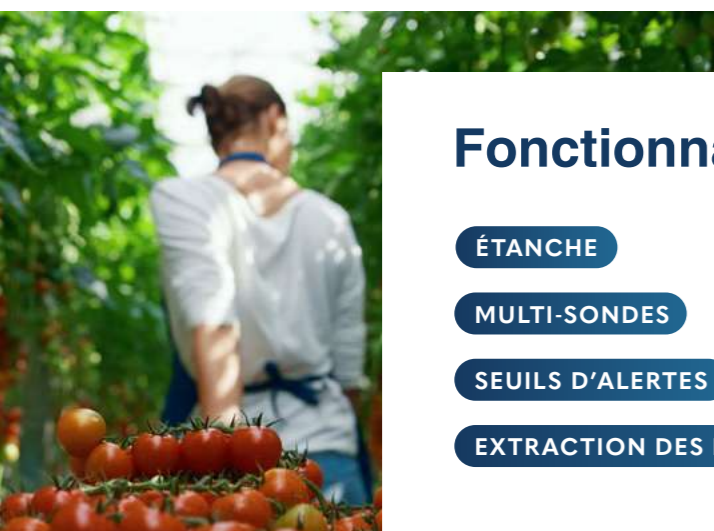 Fonctionna
ÉTANCHE
MULTI-SONDES
SEUILS D'ALERTES
EXTRACTION DES